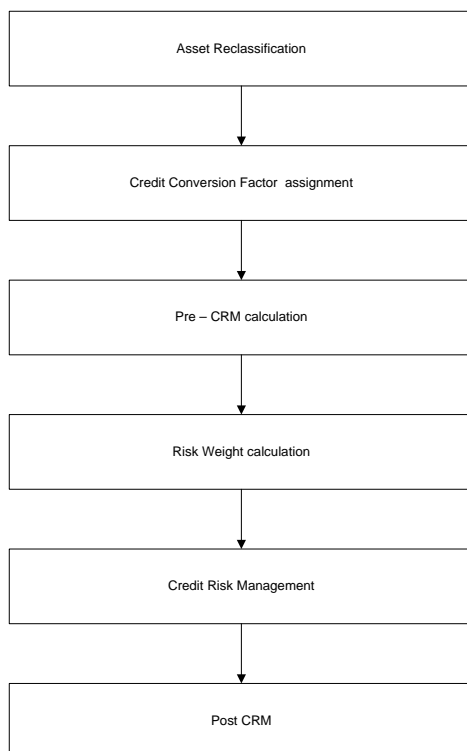 Asset Reclassification
Credit Conversion Factor  assignment
Pre – CRM calculation
Risk Weight calculation
Credit Risk Management
Post CRM